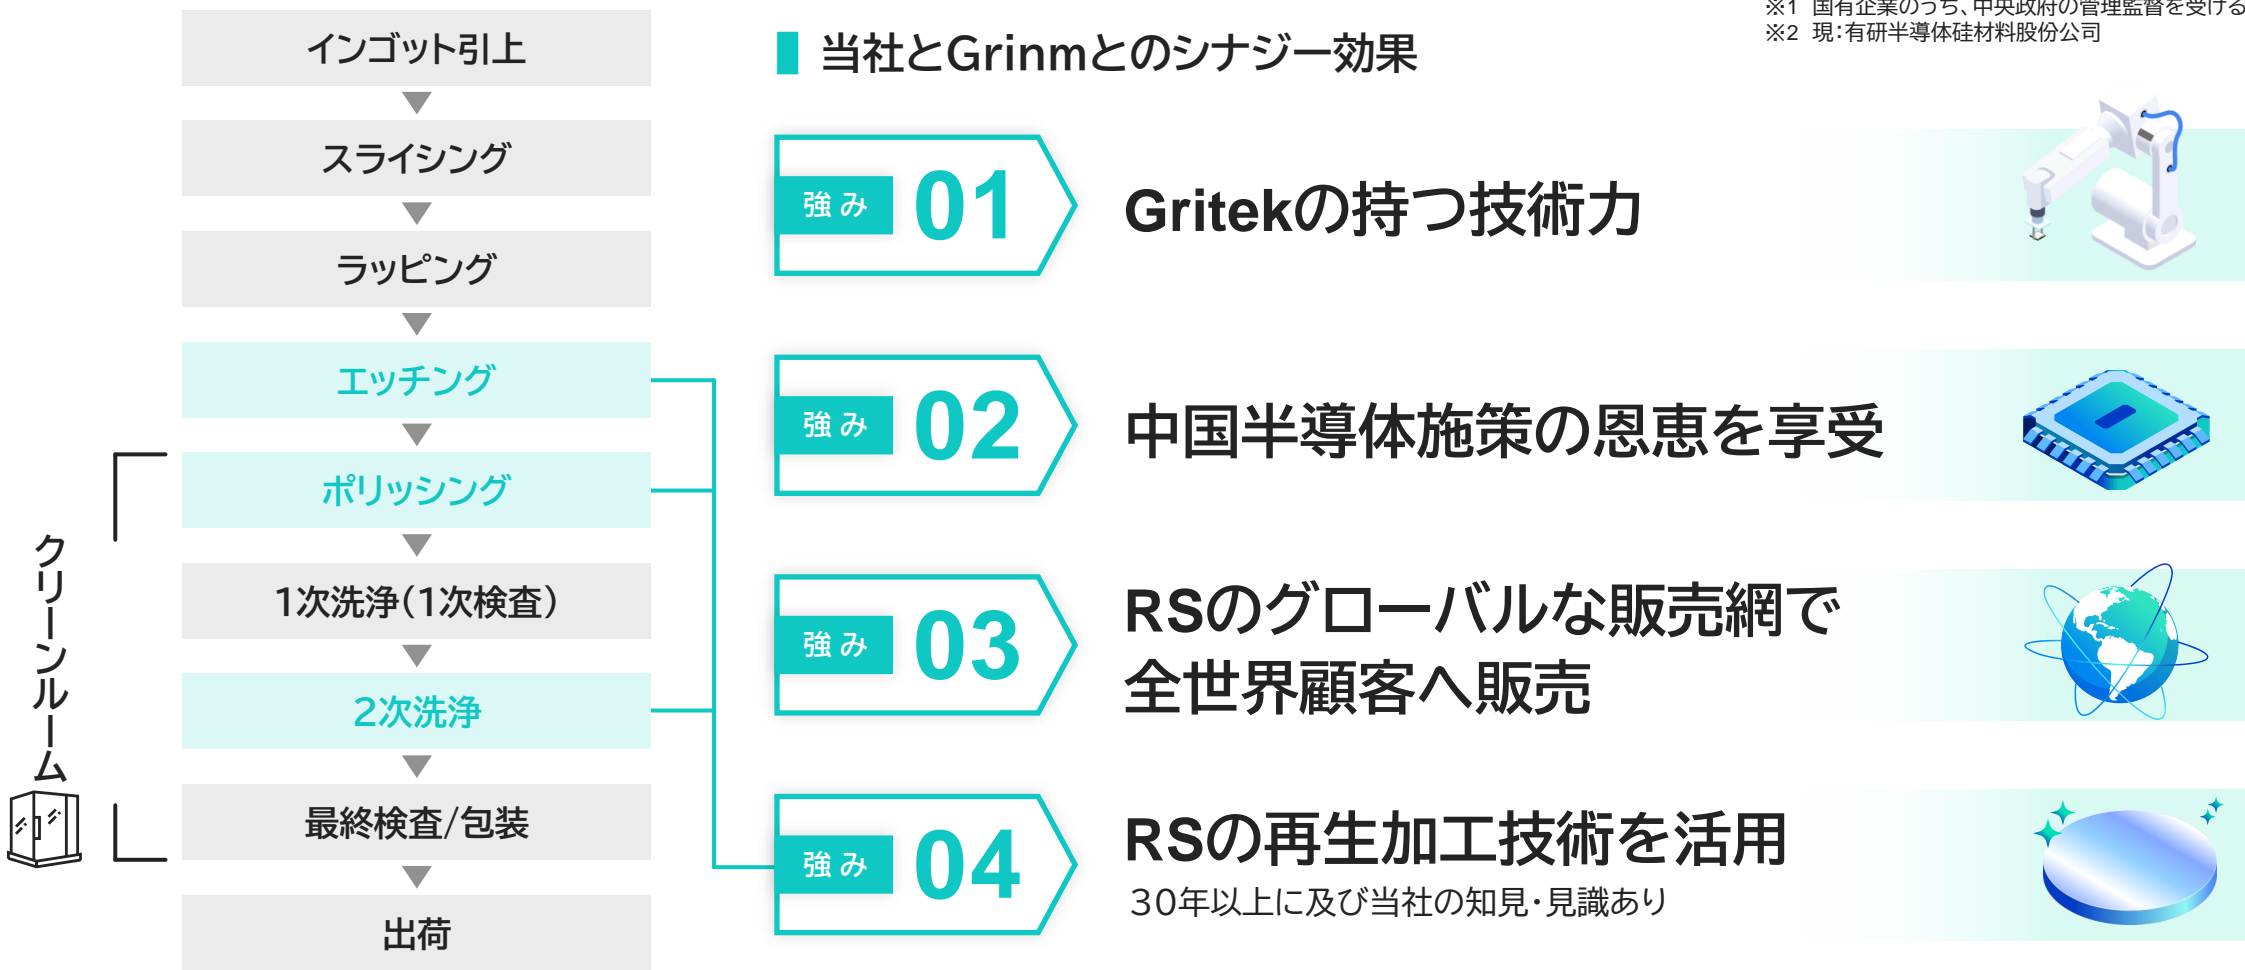 ※1 国有企業のうち、中央政府の管理監督を受ける
※2 現：有研半導体硅材料股份公司
インゴット引上
スライシング
ラッピング
エッチング
ポリッシング
1次洗浄（1次検査）
2次洗浄
最終検査/包装
出荷
クリーンルーム
当社とGrinmとのシナジー効果
強み 01
Gritekの持つ技術力
強み 02
中国半導体施策の恩恵を享受
強み 03
RSのグローバルな販売網で
全世界顧客へ販売
強み 04
RSの再生加工技術を活用
30年以上に及び当社の知見・見識あり